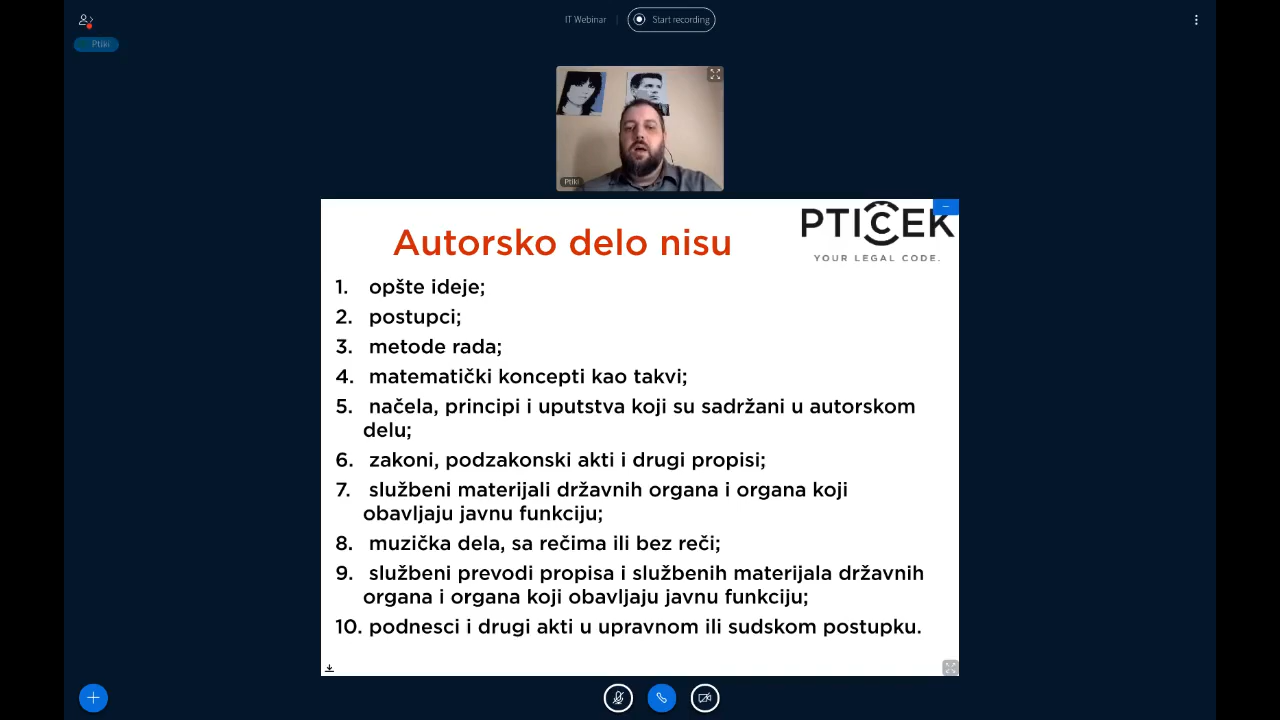 IT Webinar
Start recording
Ptiki
Ptiki
PTIČEK
YOUR LEGAL CODE.
Autorsko delo nisu
1. opšte ideje;
2. postupci;
3. metode rada;
4. matematički koncepti kao takvi;
5. načela, principi i uputstva koji su sadržani u autorskom
delu;
6. zakoni, podzakonski akti i drugi propisi;
7. službeni materijali državnih organa i organa koji
obavljaju javnu funkciju;
8. muzička dela, sa rečima ili bez reči;
9. službeni prevodi propisa i službenih materijala državnih
organa i organa koji obavljaju javnu funkciju;
10. podnesci i drugi akti u upravnom ili sudskom postupku.